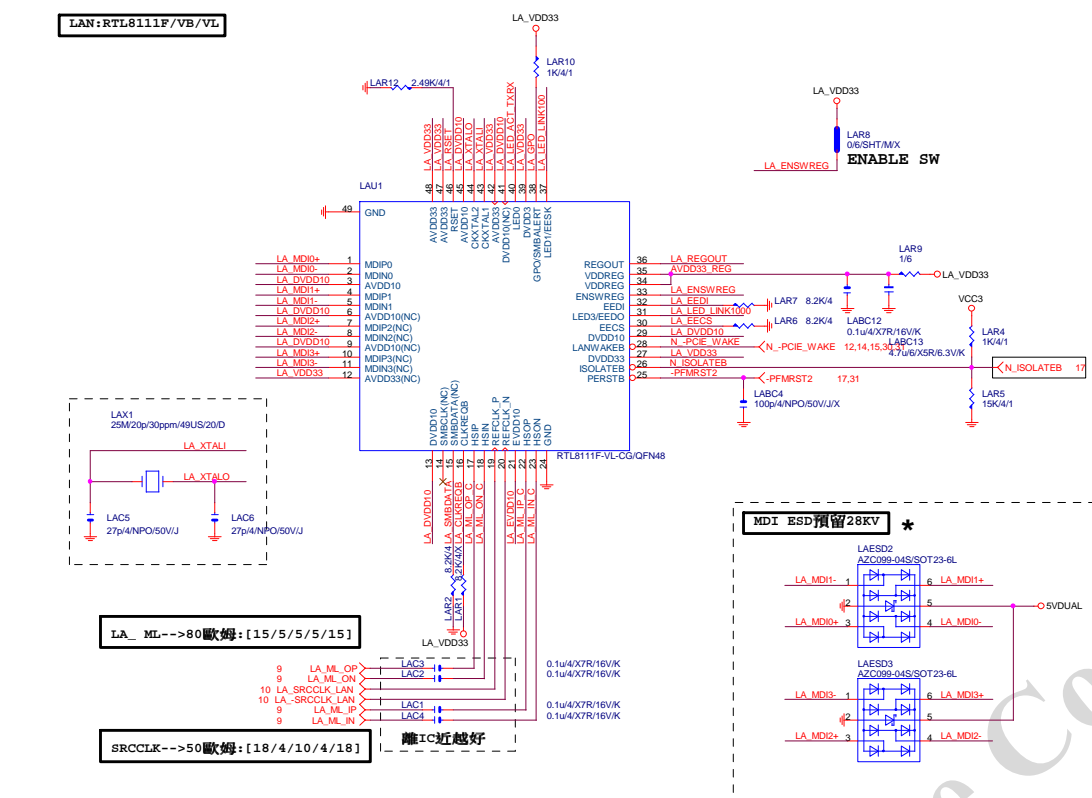 LAN:RTL8111F/VB/VL
LA_VDD33
LAR10
1K/4/1
LAR12 2.49K/4/1
LA_VDD33
LA_VDD33
LA_RSET
LA_DVDD10
LA_XTALO
LA_XTALI
LA_VDD33
LA_DVDD10
LA_LED_ACT_TXRX
LA_VDD33
LA_GPO
LA_LED_LINK100
48
47
46
45
44
43
42
41
40
39
38
37
AVDD33
AVDD33
RSET
AVDD10
CKXTAL2
CKXTAL1
AVDD33
DVDD10(NC)
LED0
DVDD3
GPO/SMBALERT
LED1/EESK
LA_VDD33
LAR8
0/6/SHT/M/X
ENABLE SW
LA_ENSWREG
LAU1
49 GND
LA_MDI0+ 1 MDIP0
LA_MDI0- 2 MDIN0
LA_DVDD10 3 AVDD10
LA_MDI1+ 4 MDIP1
LA_MDI1- 5 MDIN1
LA_DVDD10 6 AVDD10(NC)
LA_MDI2+ 7 MDIP2(NC)
LA_MDI2- 8 MDIN2(NC)
LA_DVDD10 9 AVDD10(NC)
LA_MDI3+ 10 MDIP3(NC)
LA_MDI3- 11 MDIN3(NC)
LA_VDD33 12 AVDD33(NC)
REGOUT 36 LA_REGOUT
VDDREG 35 AVDD33_REG
VDDREG 34
ENSWREG 33 LA_ENSWREG
EEDI 32 LA_EEDI
LED3/EEDO 31 LA_LED_LINK1000
EECS 30 LA_EECS
DVDD10 29 LA_DVDD10
LANWAKEB 28 N_-PCIE_WAKE
DVDD33 27 LA_VDD33
ISOLATEB 26 N_ISOLATEB
PERSTB 25 -PFMRST2
LAR7 8.2K/4
LAR6 8.2K/4
N_-PCIE_WAKE 12,14,15,30,31
-PFMRST2 17,31
LABC4
100p/4/NPO/50V/J/X
LAR9
1/6
LA_VDD33
LABC12
0.1u/4/X7R/16V/K
LABC13
4.7u/6/X5R/6.3V/K
VCC3
LAR4
1K/4/1
N_ISOLATEB 17
LAR5
15K/4/1
DVDD10
SMBCLK(NC)
SMBDATA(NC)
CLKREQB
HSIP
HSIN
REFCLK_P
REFCLK_N
EVDD10
HSOP
HSON
GND
RTL8111F-VL-CG/QFN48
13
14
15
16
17
18
19
20
21
22
23
24
LA_DVDD10
LA_SMBDATA
LA_CLKREQB
LA_ML_OP_C
LA_ML_ON_C
LA_EVDD10
LA_ML_IP_C
LA_ML_IN_C
LAR2 8.2K/4
LAR1 8.2K/4/X
LA_VDD33
LAX1
25M/20p/30ppm/49US/20/D
LA_XTALI
LA_XTALO
LAC5
27p/4/NPO/50V/J
LAC6
27p/4/NPO/50V/J
LA_ ML-->80歐姆:[15/5/5/5/15]
9 LA_ML_OP LAC3 0.1u/4/X7R/16V/K
9 LA_ML_ON LAC2 0.1u/4/X7R/16V/K
10 LA_SRCCLK_LAN
10 LA_-SRCCLK_LAN
9 LA_ML_IP LAC1 0.1u/4/X7R/16V/K
9 LA_ML_IN LAC4 0.1u/4/X7R/16V/K
SRCCLK-->50歐姆:[18/4/10/4/18]
離IC近越好
MDI ESD預留28KV *
LAESD2
AZC099-04S/SOT23-6L
LA_MDI1- 1 6 LA_MDI1+
2 5
LA_MDI0+ 3 4 LA_MDI0-
5VDUAL
LAESD3
AZC099-04S/SOT23-6L
LA_MDI3- 1 6 LA_MDI3+
2 5
LA_MDI2+ 3 4 LA_MDI2-